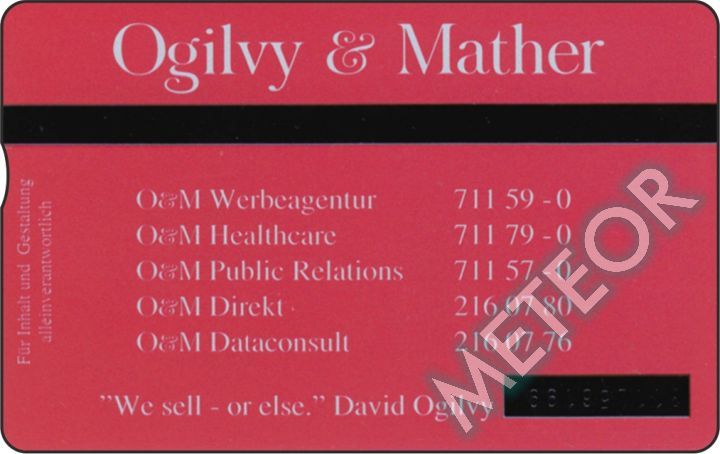 Ogilvy & Mather
Für Inhalt und Gestaltung
alleinverantwortlich
O&M Werbeagentur 711 59 - 0
O&M Healthcare 711 79 - 0
O&M Public Relations 711 57 - 0
O&M Direkt 216 07 80
O&M Dataconsult 216 07 76
"We sell - or else." David Ogilvy
METEOR